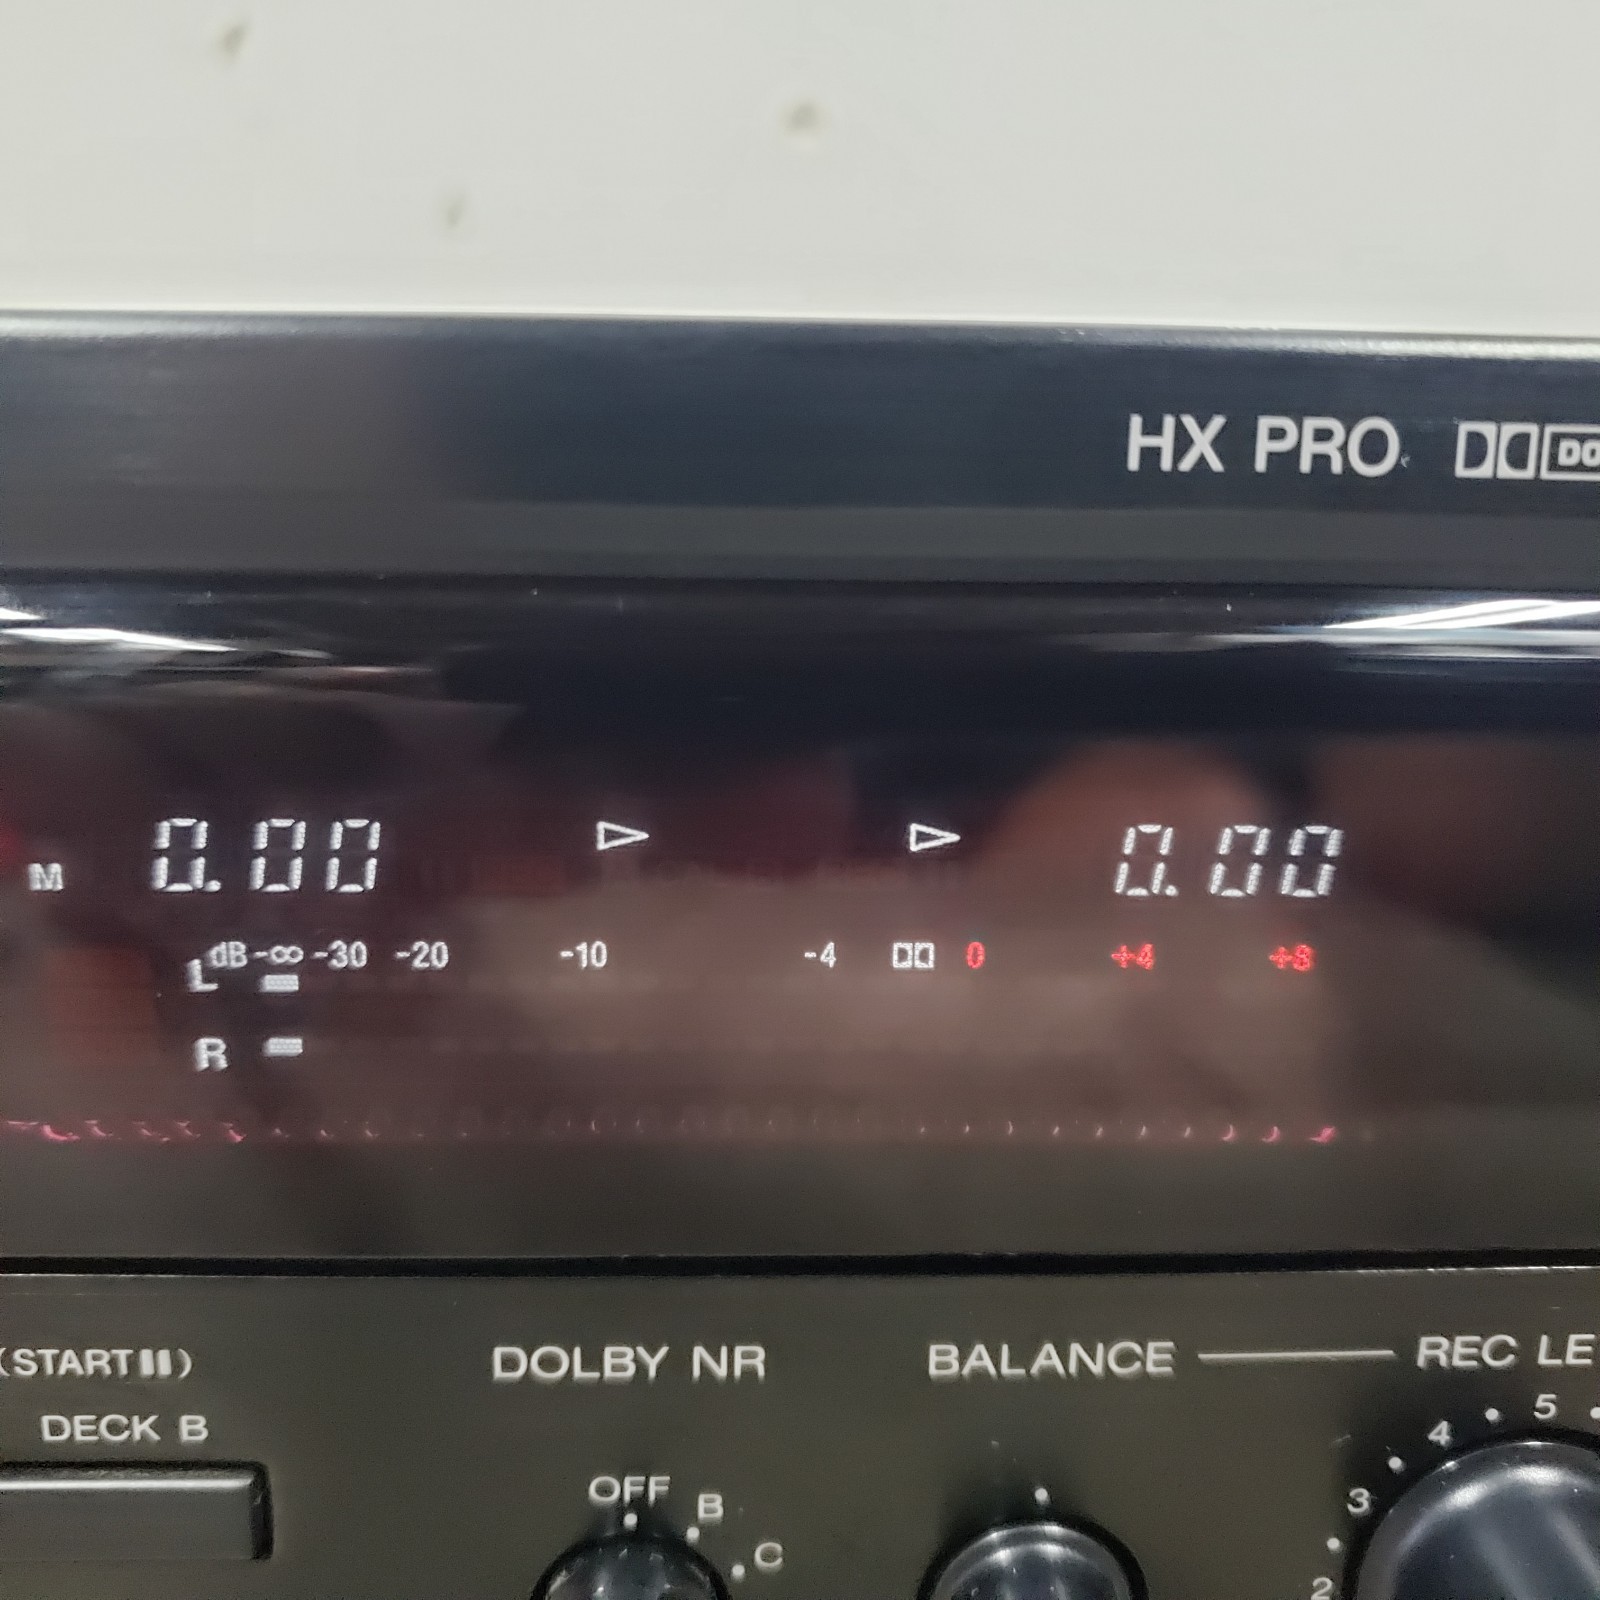 HX PRO DO
M 0.00 0.00
dB -∞ -30 -20 -10 -4 0 +4 +8
L
R
(START) DOLBY NR BALANCE REC LE
DECK B
5
4
OFF B
3
C
2